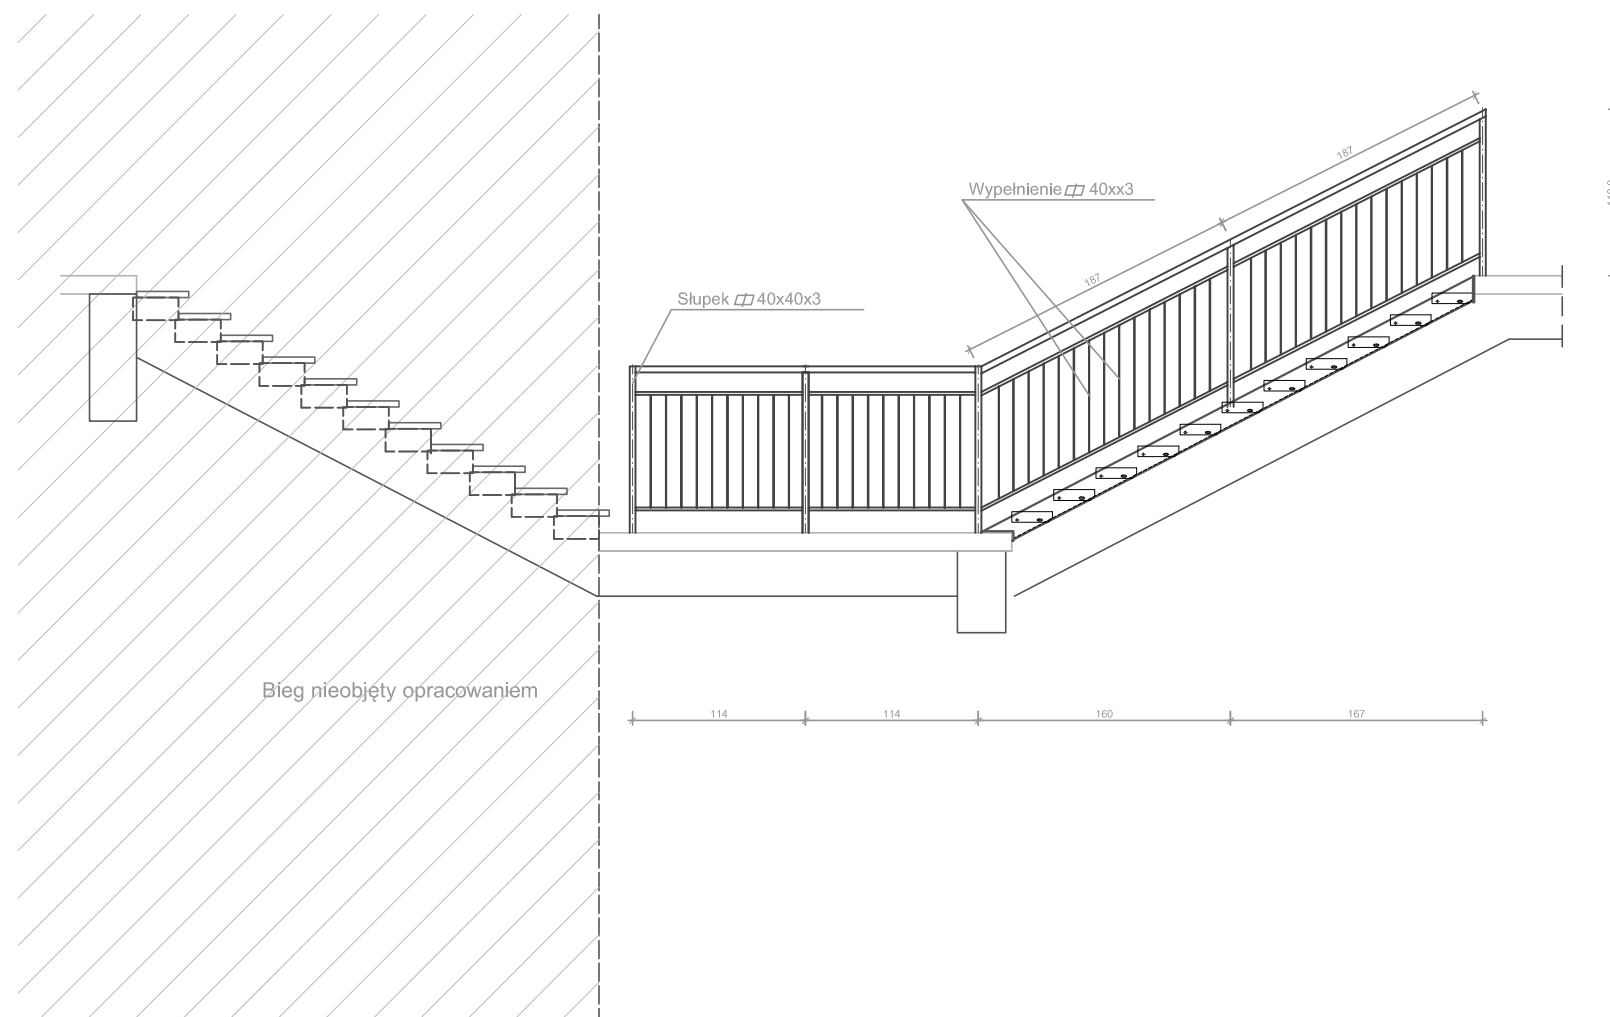 187
Wypełnienie 40xx3
187
Słupek 40x40x3
Bieg nieobjęty opracowaniem
114
114
160
167